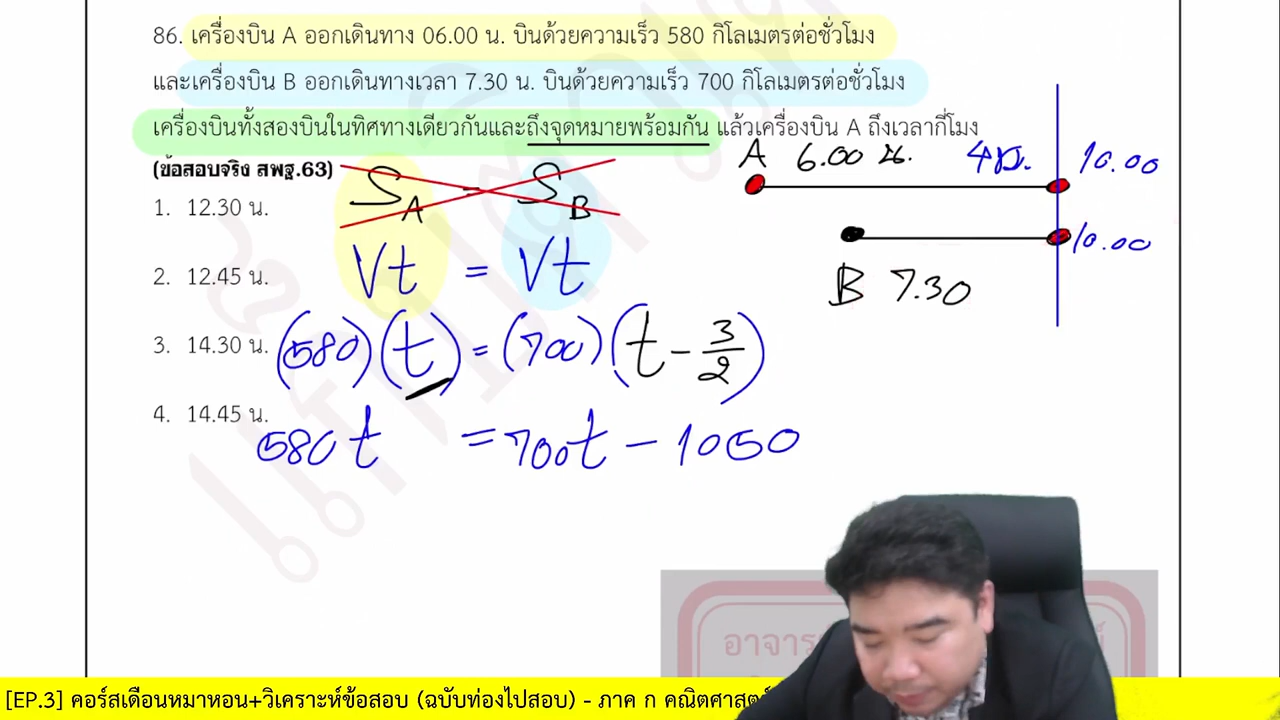 86. เครื่องบิน A ออกเดินทาง 06.00 น. บินด้วยความเร็ว 580 กิโลเมตรต่อชั่วโมง
และเครื่องบิน B ออกเดินทางเวลา 7.30 น. บินด้วยความเร็ว 700 กิโลเมตรต่อชั่วโมง
เครื่องบินทั้งสองบินในทิศทางเดียวกันและถึงจุดหมายพร้อมกัน แล้วเครื่องบิน A ถึงเวลากี่โมง
(ข้อสอบจริง สพฐ.63)
A 6.00 น. 4ช. 10.00
S_A = S_B
1. 12.30 น.
10.00
Vt = Vt
2. 12.45 น.
B 7.30
3. 14.30 น.
(580)(t) = (700)(t - 3/2)
4. 14.45 น.
580t = 700t - 1050
อาจาร
[EP.3] คอร์สเดือนหมาหอน+วิเคราะห์ข้อสอบ (ฉบับท่องไปสอบ) - ภาค ก คณิตศาสตร์